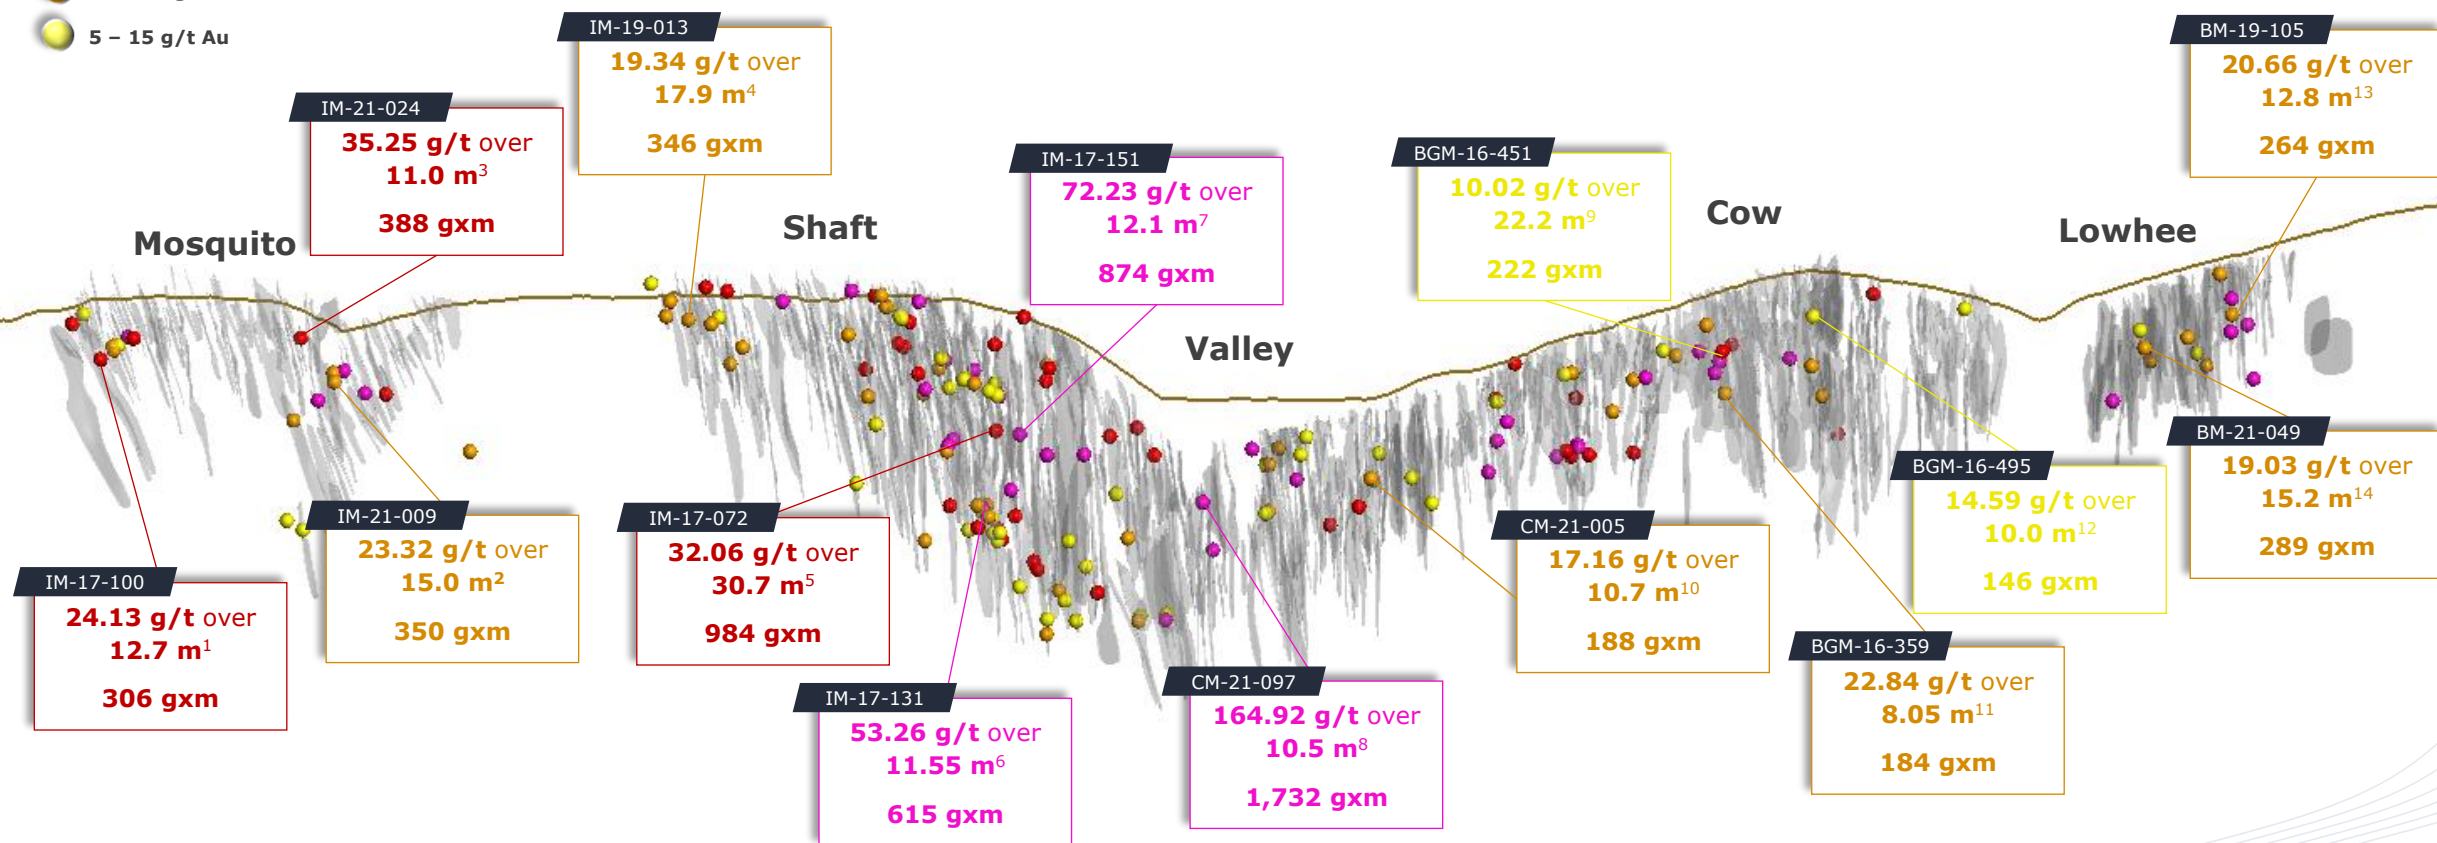 5 – 15 g/t Au
IM-19-013
19.34 g/t over
17.9 m⁴
346 gxm
BM-19-105
20.66 g/t over
12.8 m¹³
264 gxm
IM-21-024
35.25 g/t over
11.0 m³
388 gxm
IM-17-151
72.23 g/t over
12.1 m⁷
874 gxm
BGM-16-451
10.02 g/t over
22.2 m⁹
222 gxm
Mosquito
Shaft
Valley
Cow
Lowhee
IM-17-100
24.13 g/t over
12.7 m¹
306 gxm
IM-21-009
23.32 g/t over
15.0 m²
350 gxm
IM-17-072
32.06 g/t over
30.7 m⁵
984 gxm
IM-17-131
53.26 g/t over
11.55 m⁶
615 gxm
CM-21-097
164.92 g/t over
10.5 m⁸
1,732 gxm
CM-21-005
17.16 g/t over
10.7 m¹⁰
188 gxm
BGM-16-359
22.84 g/t over
8.05 m¹¹
184 gxm
BGM-16-495
14.59 g/t over
10.0 m¹²
146 gxm
BM-21-049
19.03 g/t over
15.2 m¹⁴
289 gxm